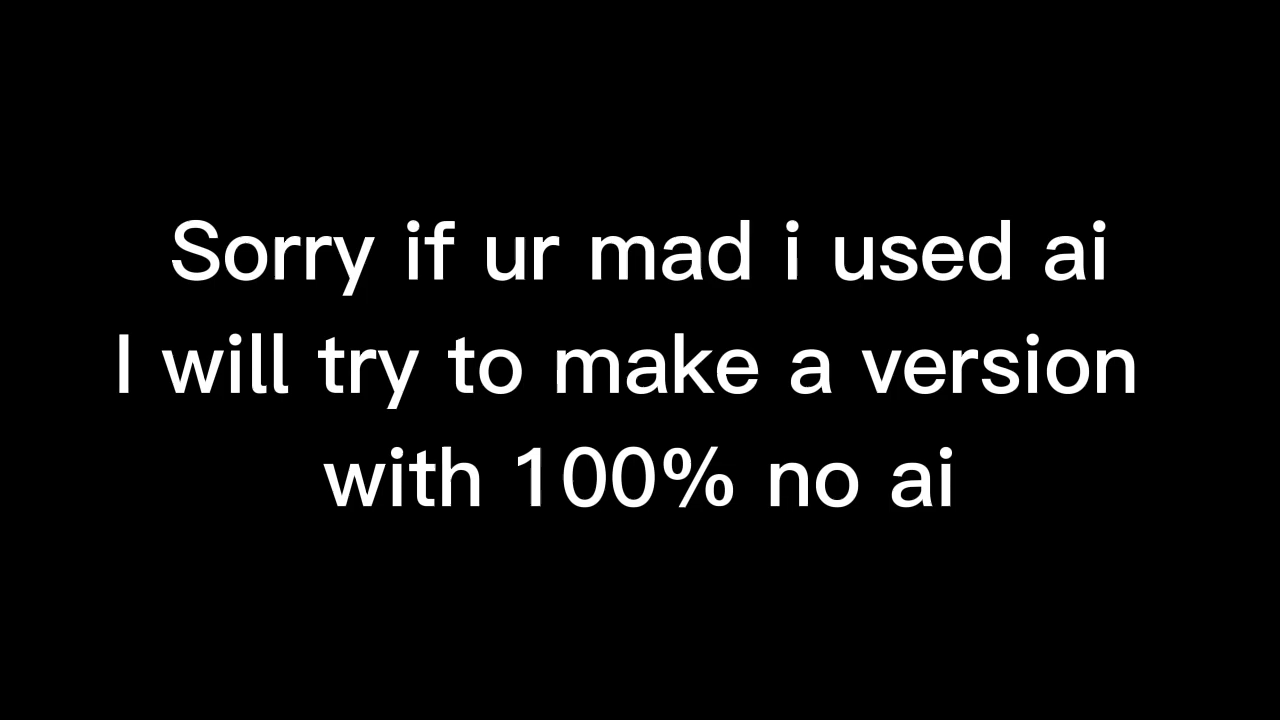 Sorry if ur mad i used ai
I will try to make a version
with 100% no ai